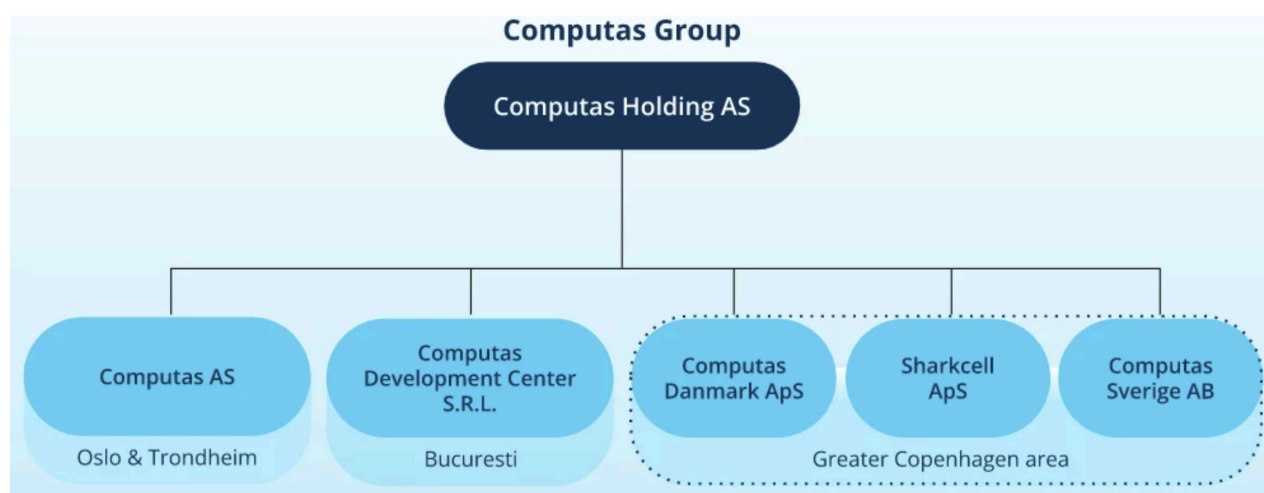 Computas Group
Computas Holding AS
Computas AS
Oslo & Trondheim
Computas
Development Center
S.R.L.
Bucuresti
Computas
Danmark ApS
Sharkcell
ApS
Computas
Sverige AB
Greater Copenhagen area